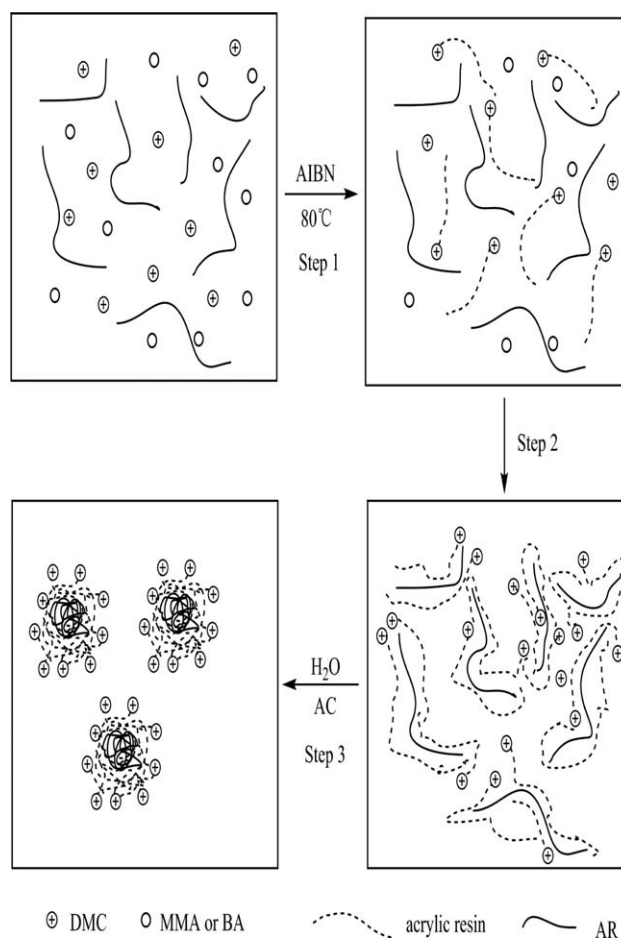 AIBN
80℃
Step 1
Step 2
H₂O
AC
Step 3
DMC
MMA or BA
acrylic resin
AR